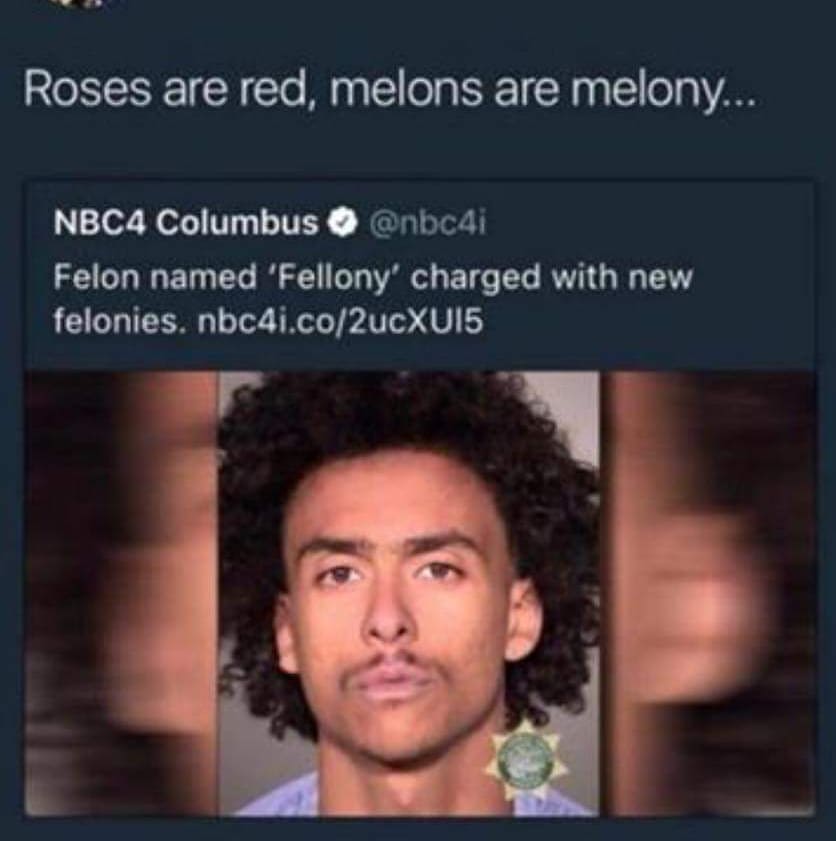 Roses are red, melons are melony...
NBC4 Columbus @nbc4i
Felon named 'Fellony' charged with new
felonies. nbc4i.co/2ucXUI5